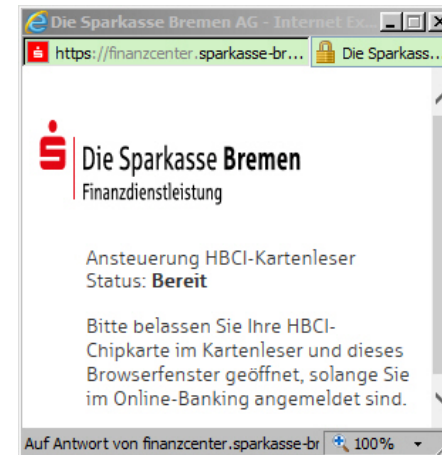 Die Sparkasse Bremen AG - Internet Ex...
https://finanzcenter.sparkasse-br... Die Sparkass...
Die Sparkasse Bremen
Finanzdienstleistung
Ansteuerung HBCI-Kartenleser
Status: Bereit
Bitte belassen Sie Ihre HBCI-
Chipkarte im Kartenleser und dieses
Browserfenster geöffnet, solange Sie
im Online-Banking angemeldet sind.
Auf Antwort von finanzcenter.sparkasse-br 100%